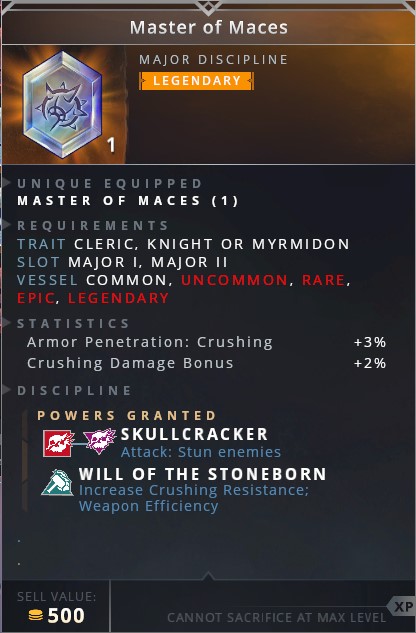 Master of Maces
MAJOR DISCIPLINE
LEGENDARY
1
UNIQUE EQUIPPED
MASTER OF MACES (1)
REQUIREMENTS
TRAIT CLERIC, KNIGHT OR MYRMIDON
SLOT MAJOR I, MAJOR II
VESSEL COMMON, UNCOMMON, RARE,
EPIC, LEGENDARY
STATISTICS
Armor Penetration: Crushing +3%
Crushing Damage Bonus +2%
DISCIPLINE
POWERS GRANTED
SKULLCRACKER
Attack: Stun enemies
WILL OF THE STONEBORN
Increase Crushing Resistance;
Weapon Efficiency
.
.
SELL VALUE:
500
XP
CANNOT SACRIFICE AT MAX LEVEL